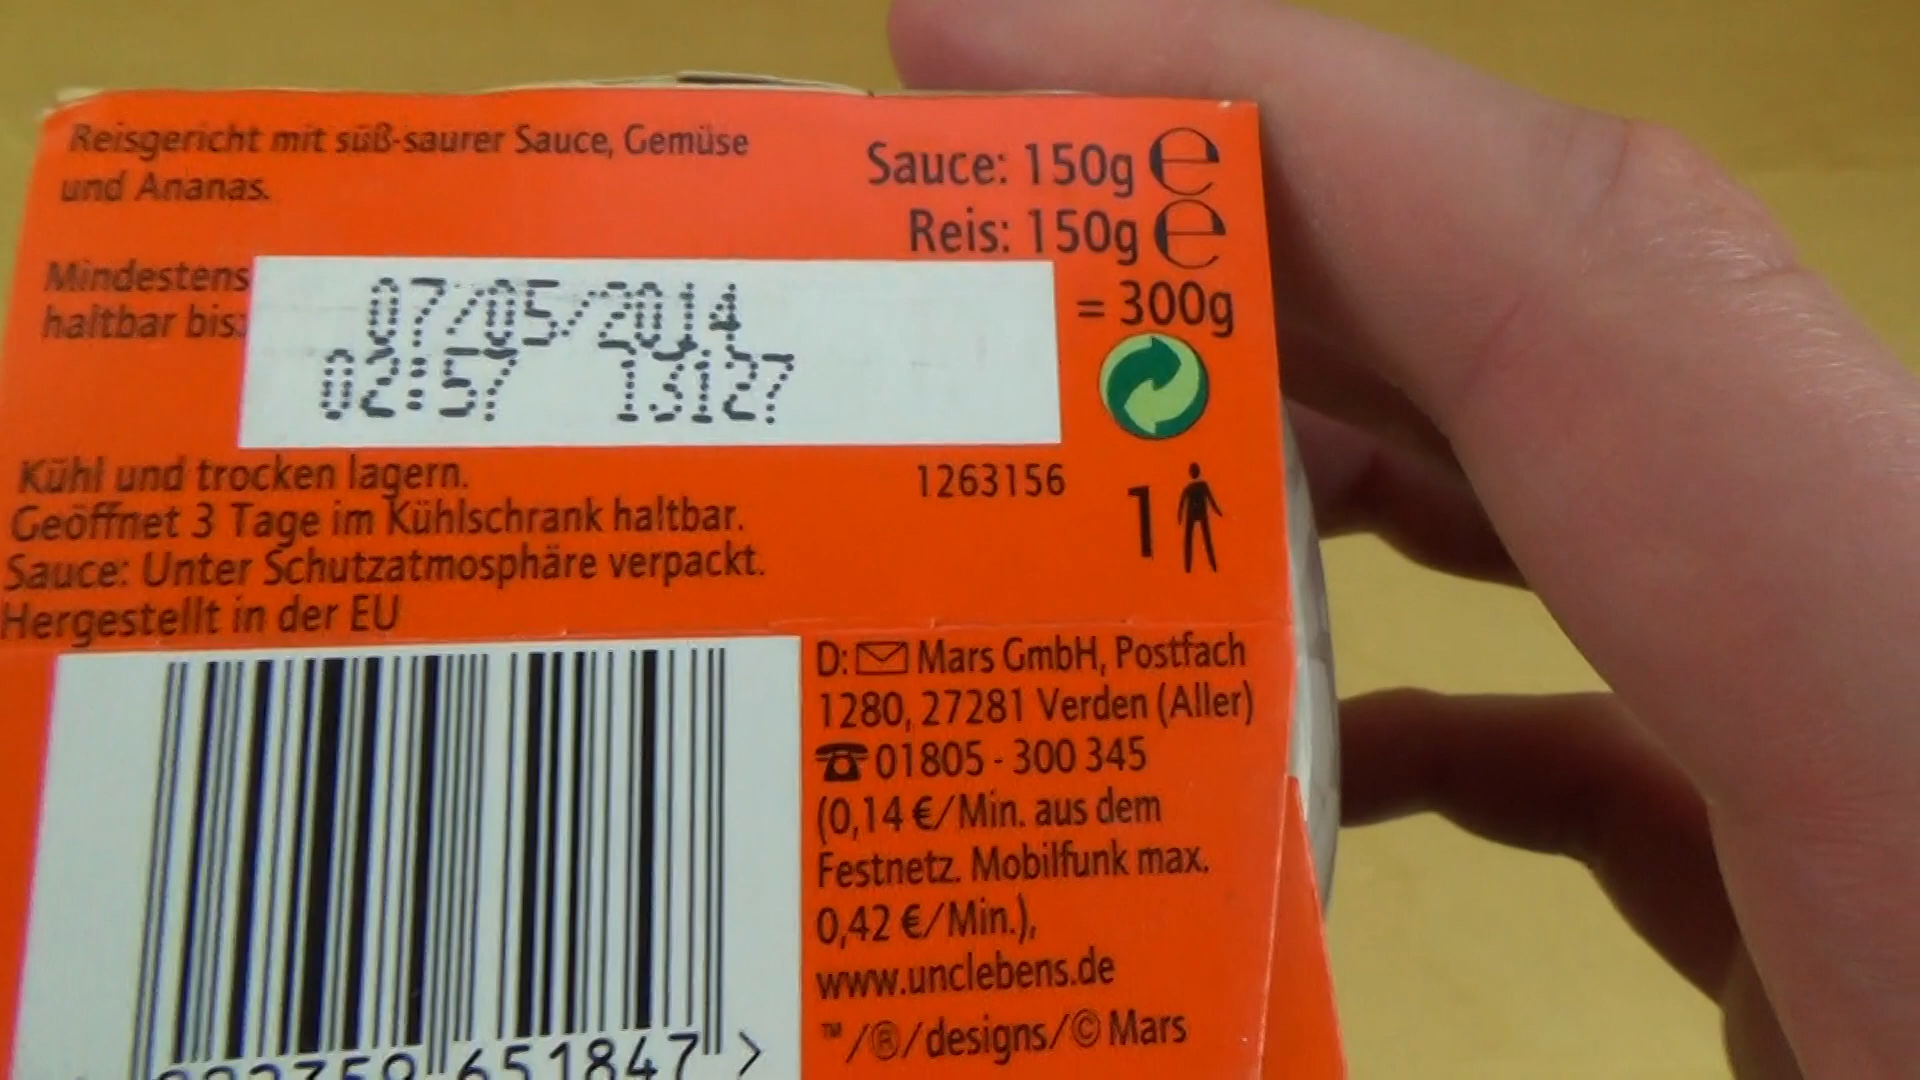 Reisgericht mit süß-saurer Sauce, Gemüse
und Ananas.
Sauce: 150g ℮
Reis: 150g ℮
= 300g
Mindestens
haltbar bis:
07/05/2014
02:57 13127
Kühl und trocken lagern.
Geöffnet 3 Tage im Kühlschrank haltbar.
Sauce: Unter Schutzatmosphäre verpackt.
Hergestellt in der EU
1263156
1
D: Mars GmbH, Postfach
1280, 27281 Verden (Aller)
01805 - 300 345
(0,14 €/Min. aus dem
Festnetz. Mobilfunk max.
0,42 €/Min.),
www.unclebens.de
™/®/designs/© Mars
651847 >